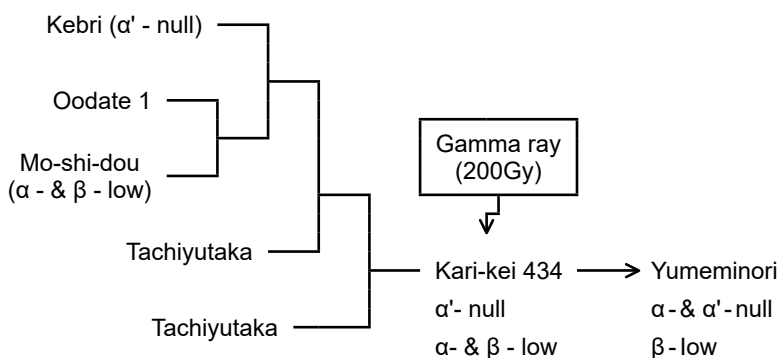 Kebri (α' - null)
Oodate 1
Mo-shi-dou
(α - & β - low)
Tachiyutaka
Tachiyutaka
Gamma ray
(200Gy)
Kari-kei 434
α'- null
α- & β - low
Yumeminori
α - & α' - null
β - low